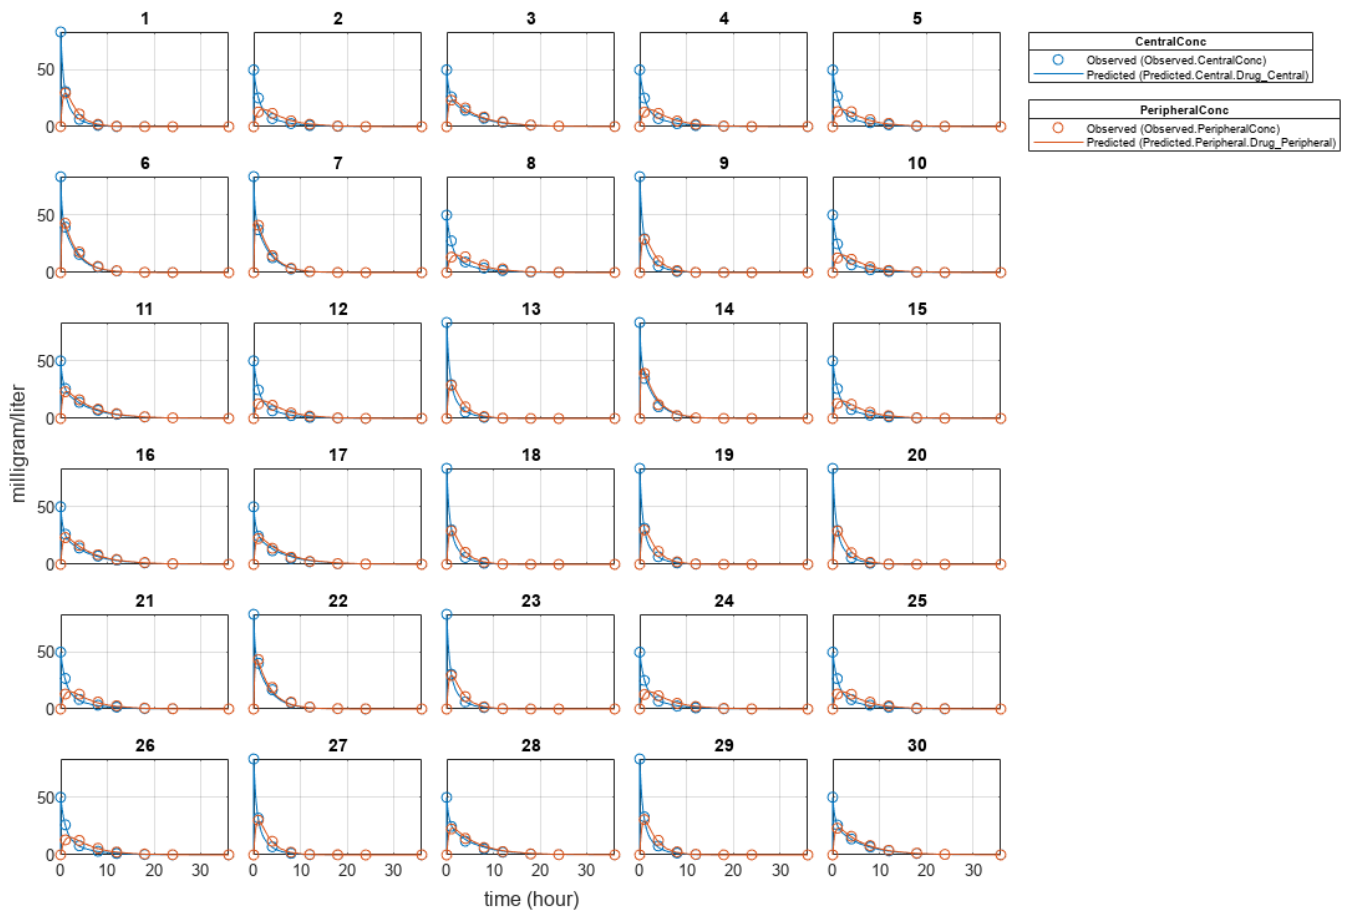 1 2 3 4 5
CentralConc
Observed (Observed.CentralConc)
Predicted (Predicted.Central.Drug_Central)
PeripheralConc
Observed (Observed.PeripheralConc)
Predicted (Predicted.Peripheral.Drug_Peripheral)
50
0
6 7 8 9 10
50
0
11 12 13 14 15
50
0
milligram/liter
16 17 18 19 20
50
0
21 22 23 24 25
50
0
26 27 28 29 30
50
0
0 10 20 30 0 10 20 30 0 10 20 30 0 10 20 30 0 10 20 30
time (hour)